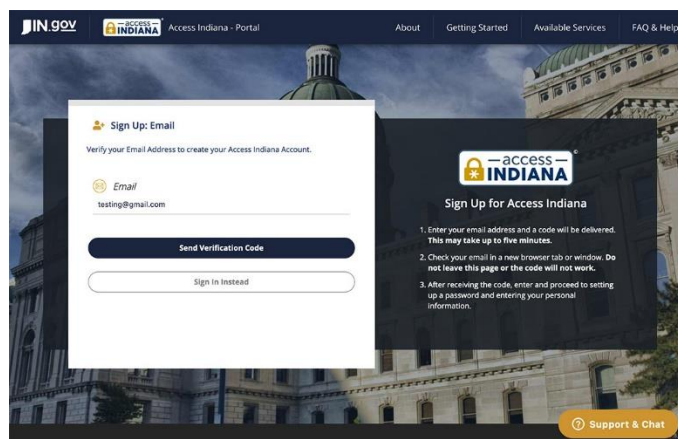 IN.gov
access
INDIANA
Access Indiana - Portal
About
Getting Started
Available Services
FAQ & Help
Sign Up: Email
Verify your Email Address to create your Access Indiana Account.
Email
testing@gmail.com
Send Verification Code
Sign in Instead
access
INDIANA
Sign Up for Access Indiana
1. Enter your email address and a code will be delivered.
This may take up to five minutes.
2. Check your email in a new browser tab or window. Do
not leave this page or the code will not work.
3. After receiving the code, enter and proceed to setting
up a password and entering your personal
information.
Support & Chat